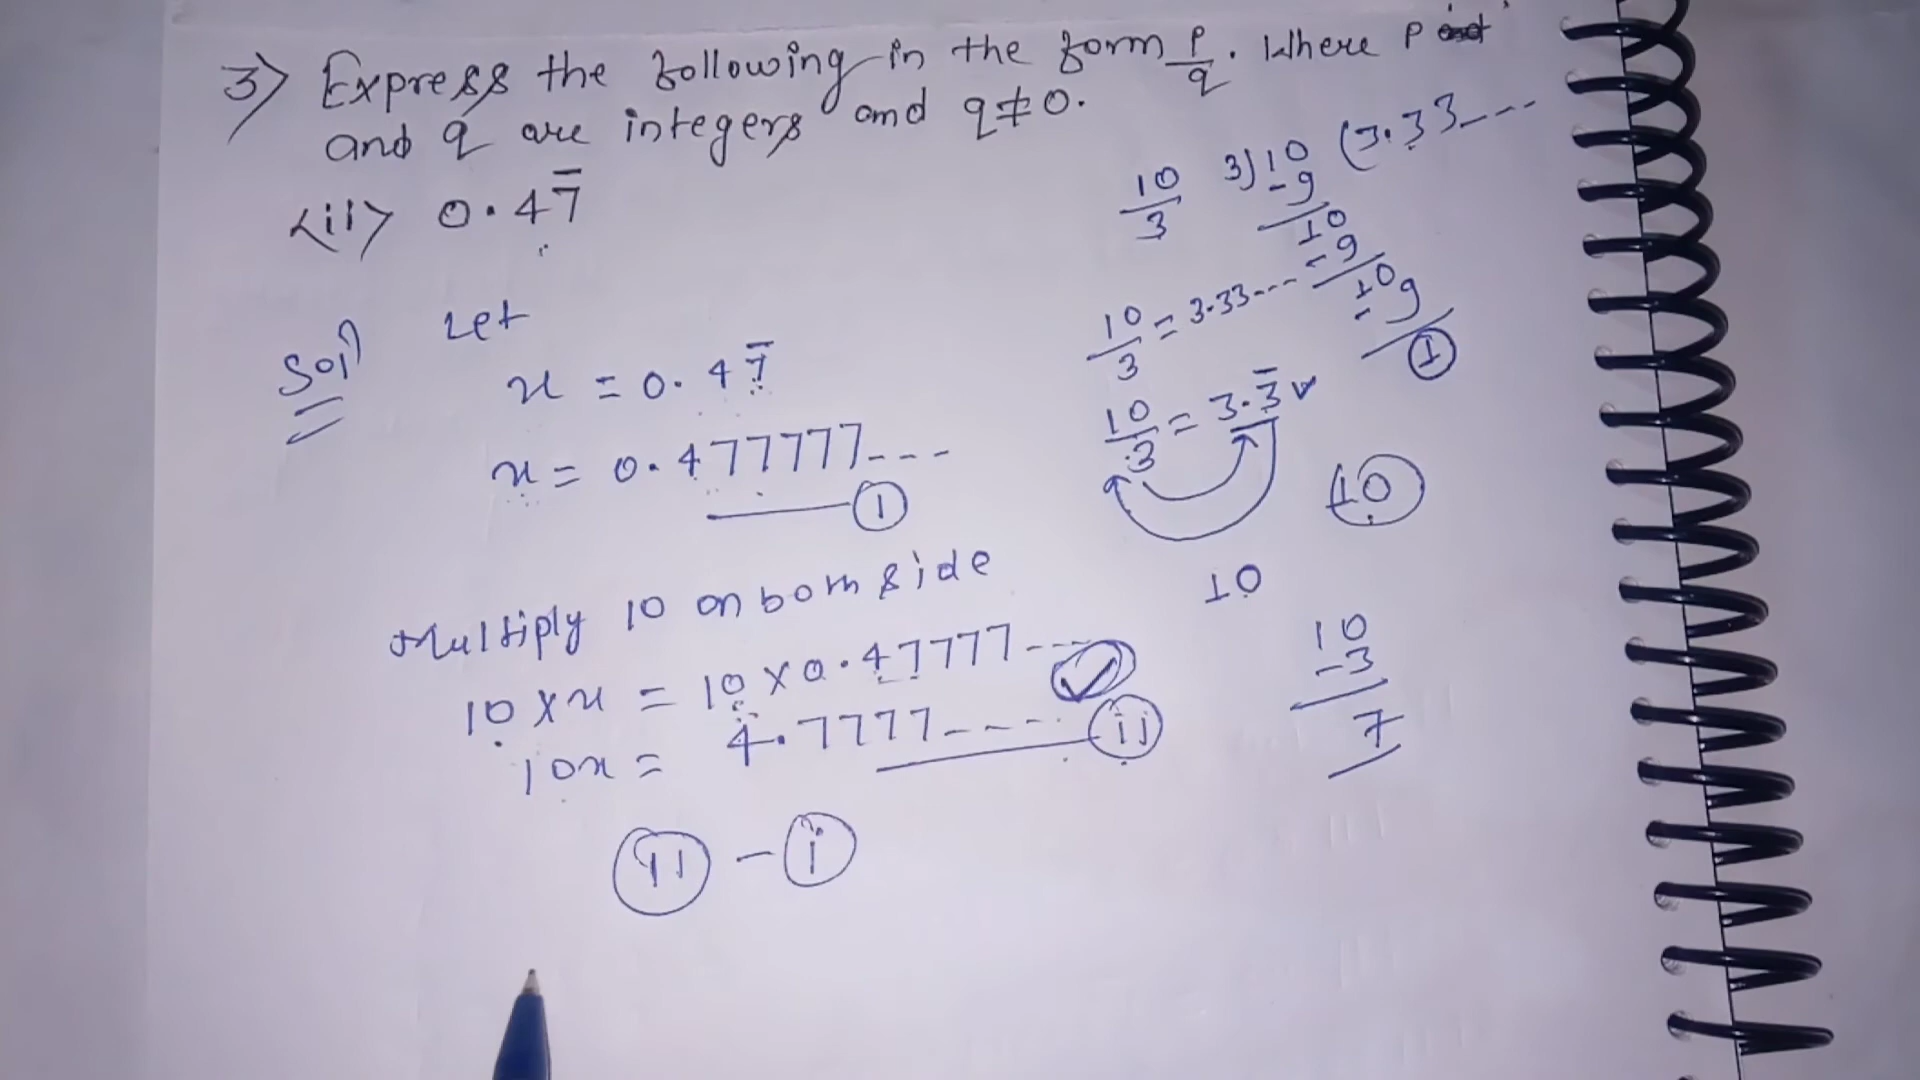 3) Express the following in the form p/q. Where p
and q are integers and q≠0.
<ii> 0.47̅
Sol^n Let
x = 0.47̅
x = 0.477777---
(i)
Multiply 10 on both side
10 × x = 10 × 0.47777---
10x = 4.7777---- (ii)
(ii) - (i)
10/3 3)10 (3.33---
-9
10
-9
10
-9
(1)
10/3 = 3.33---
10/3 = 3.3̅ ✓
(10)
10
10
-3
7